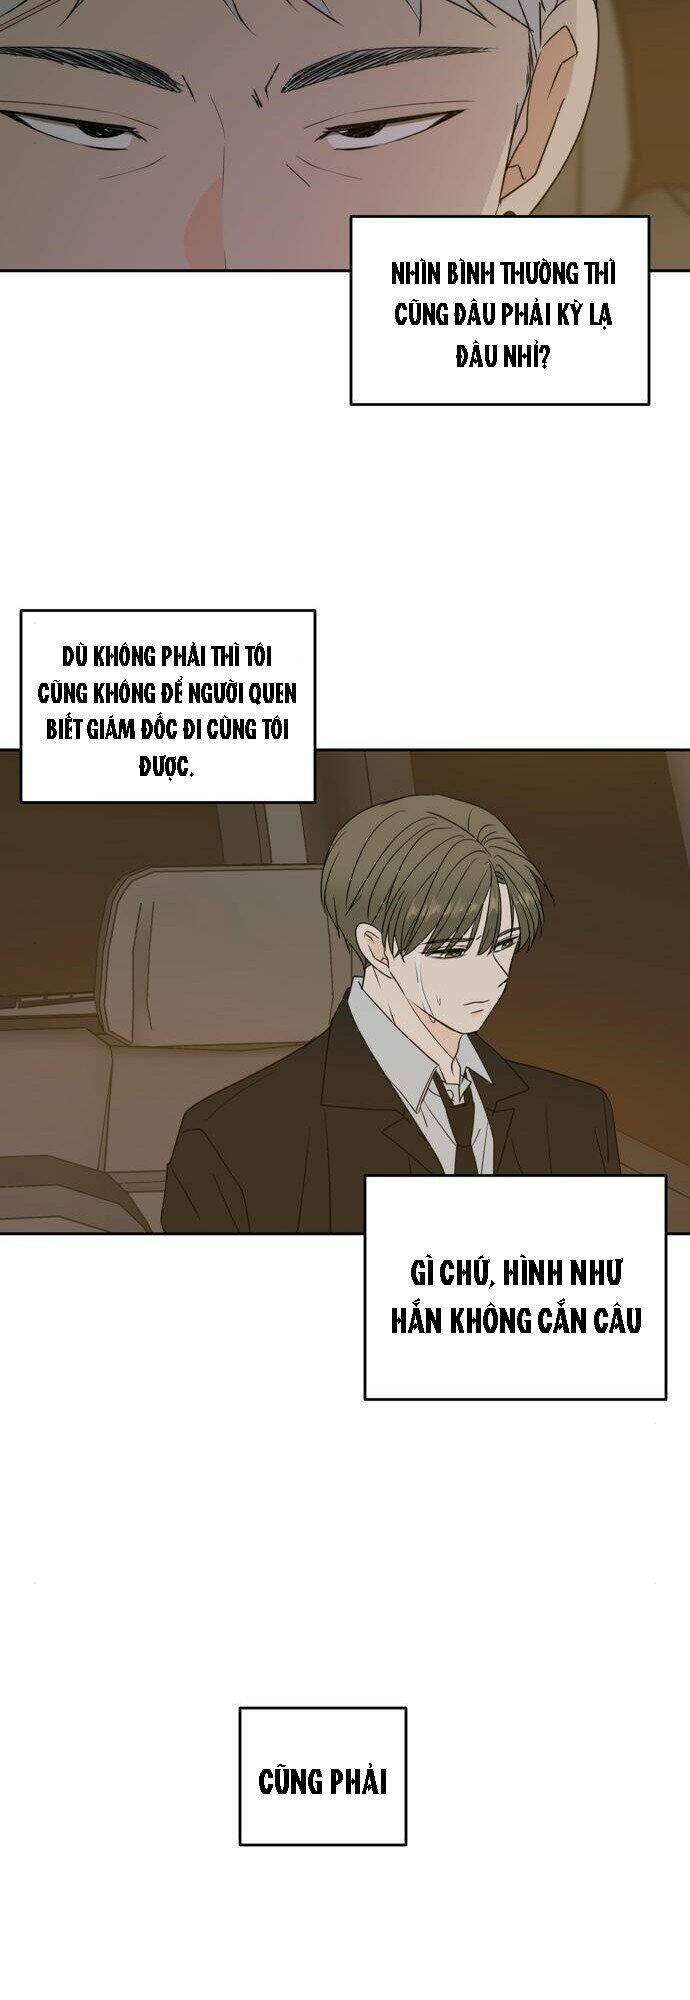 NHÌN BÌNH THƯỜNG THÌ
CŨNG ĐÂU PHẢI KỲ LẠ
ĐÂU NHỈ?
DÙ KHÔNG PHẢI THÌ TÔI
CŨNG KHÔNG ĐỂ NGƯỜI QUEN
BIẾT GIÁM ĐỐC ĐI CÙNG TÔI
ĐƯỢC.
GÌ CHỨ, HÌNH NHƯ
HẮN KHÔNG CẮN CÂU
CŨNG PHẢI